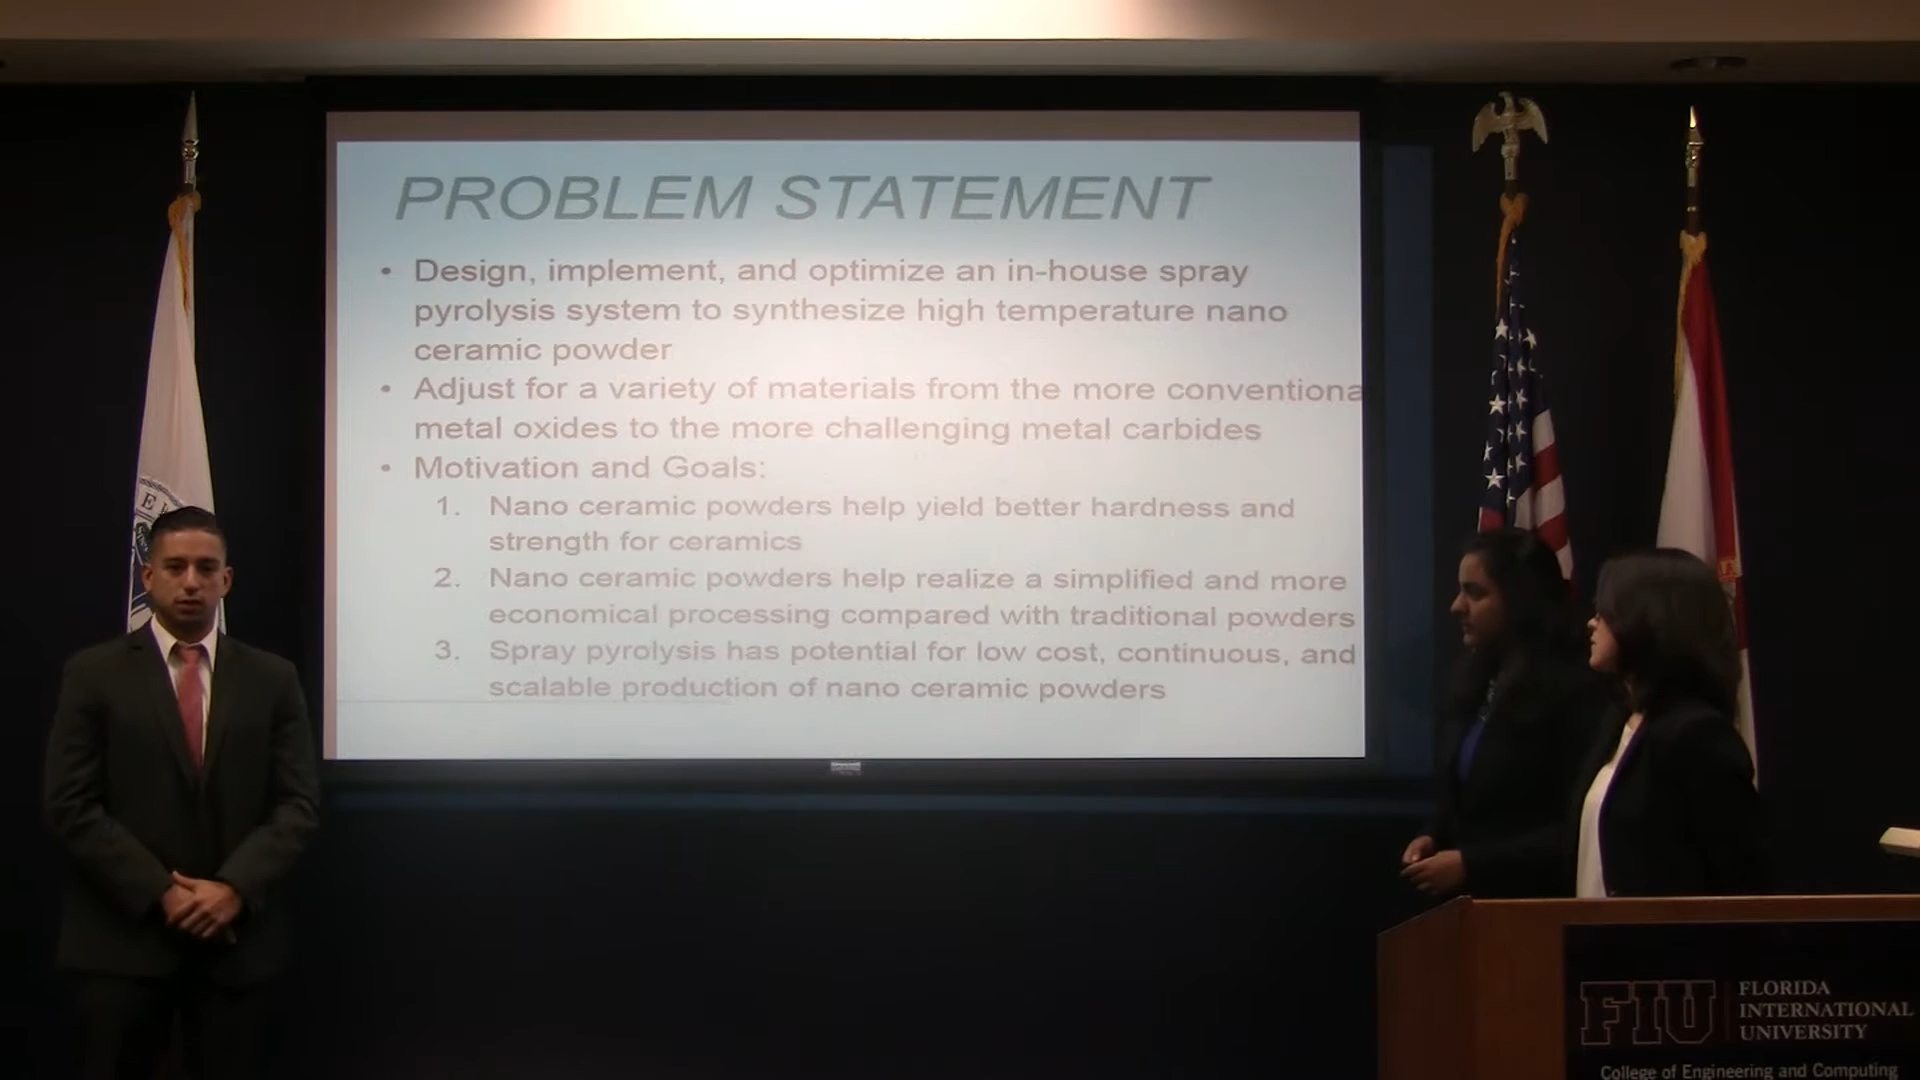 PROBLEM STATEMENT
• Design, implement, and optimize an in-house spray
pyrolysis system to synthesize high temperature nano
ceramic powder
• Adjust for a variety of materials from the more conventiona
metal oxides to the more challenging metal carbides
• Motivation and Goals:
1. Nano ceramic powders help yield better hardness and
strength for ceramics
2. Nano ceramic powders help realize a simplified and more
economical processing compared with traditional powders
3. Spray pyrolysis has potential for low cost, continuous, and
scalable production of nano ceramic powders
FIU
FLORIDA
INTERNATIONAL
UNIVERSITY
College of Engineering and Computing